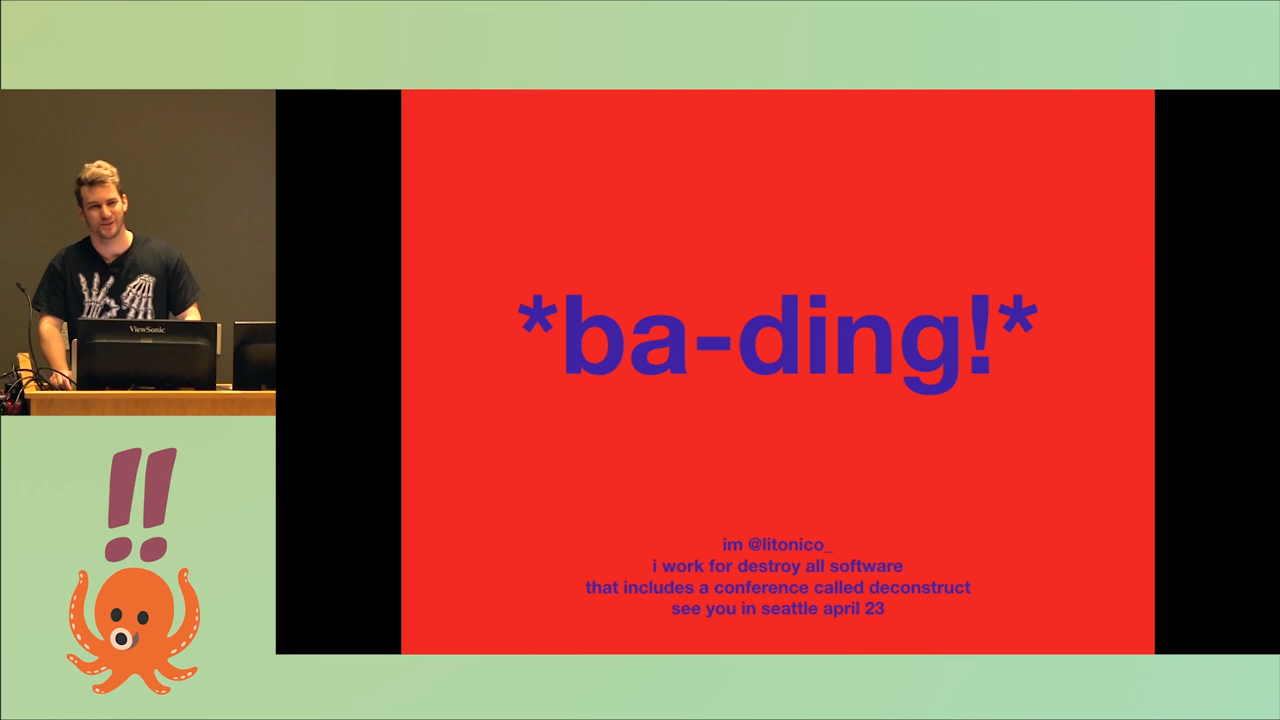 ViewSonic
*ba-ding!*
im @litonico_
i work for destroy all software
that includes a conference called deconstruct
see you in seattle april 23
!!